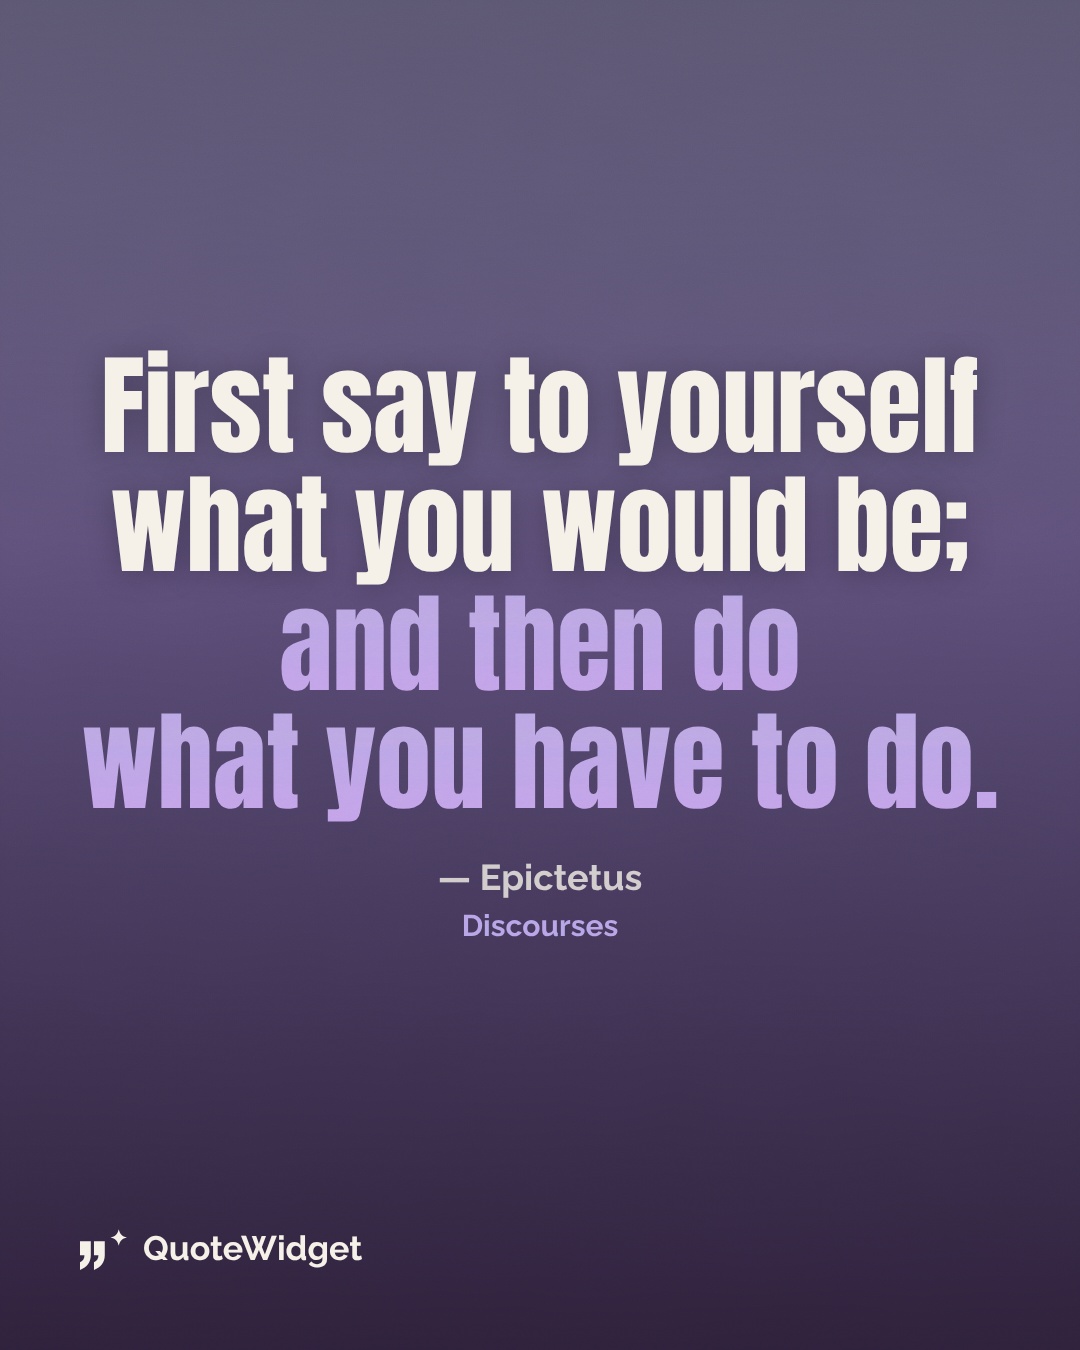 First say to yourself
what you would be;
and then do
what you have to do.
— Epictetus
Discourses
QuoteWidget